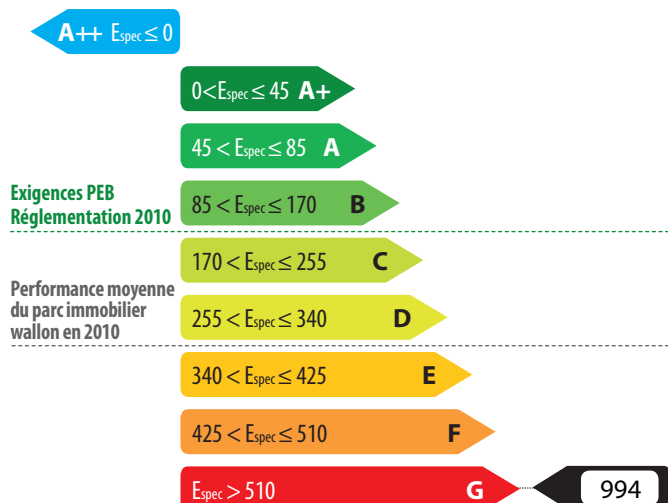 A++ Espec ≤ 0
0<Espec ≤ 45 A+
45 < Espec ≤ 85 A
Exigences PEB
Réglementation 2010
85 < Espec ≤ 170 B
170 < Espec ≤ 255 C
Performance moyenne
du parc immobilier
wallon en 2010
255 < Espec ≤ 340 D
340 < Espec ≤ 425 E
425 < Espec ≤ 510 F
Espec > 510 G
994